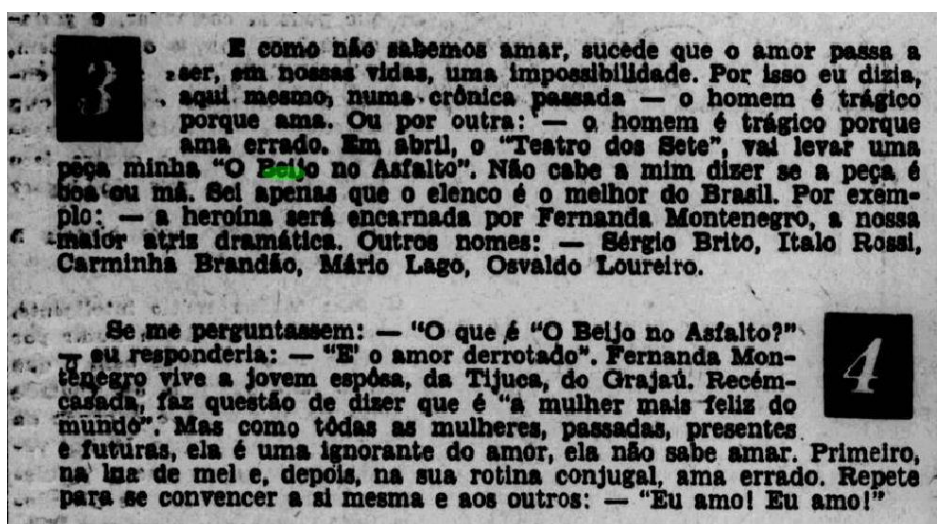 3
E como não sabemos amar, sucede que o amor passa a
ser, em nossas vidas, uma impossibilidade. Por isso eu dizia,
aqui mesmo, numa crônica passada — o homem é trágico
porque ama. Ou por outra: — o homem é trágico porque
ama errado. Em abril, o "Teatro dos Sete", vai levar uma
peça minha "O Beijo no Asfalto". Não cabe a mim dizer se a peça é
boa ou má. Sei apenas que o elenco é o melhor do Brasil. Por exem-
plo: — a heroína será encarnada por Fernanda Montenegro, a nossa
maior atriz dramática. Outros nomes: — Sérgio Brito, Italo Rossi,
Carminha Brandão, Mário Lago, Osvaldo Loureiro.
4
Se me perguntassem: — "O que é "O Beijo no Asfalto?"
— eu responderia: — "E' o amor derrotado". Fernanda Mon-
tenegro vive a jovem espôsa, da Tijuca, do Grajaú. Recém-
casada, faz questão de dizer que é "a mulher mais feliz do
mundo". Mas como tôdas as mulheres, passadas, presentes
e futuras, ela é uma ignorante do amor, ela não sabe amar. Primeiro,
na lua de mel e, depois, na sua rotina conjugal, ama errado. Repete
para se convencer a si mesma e aos outros: — "Eu amo! Eu amo!"